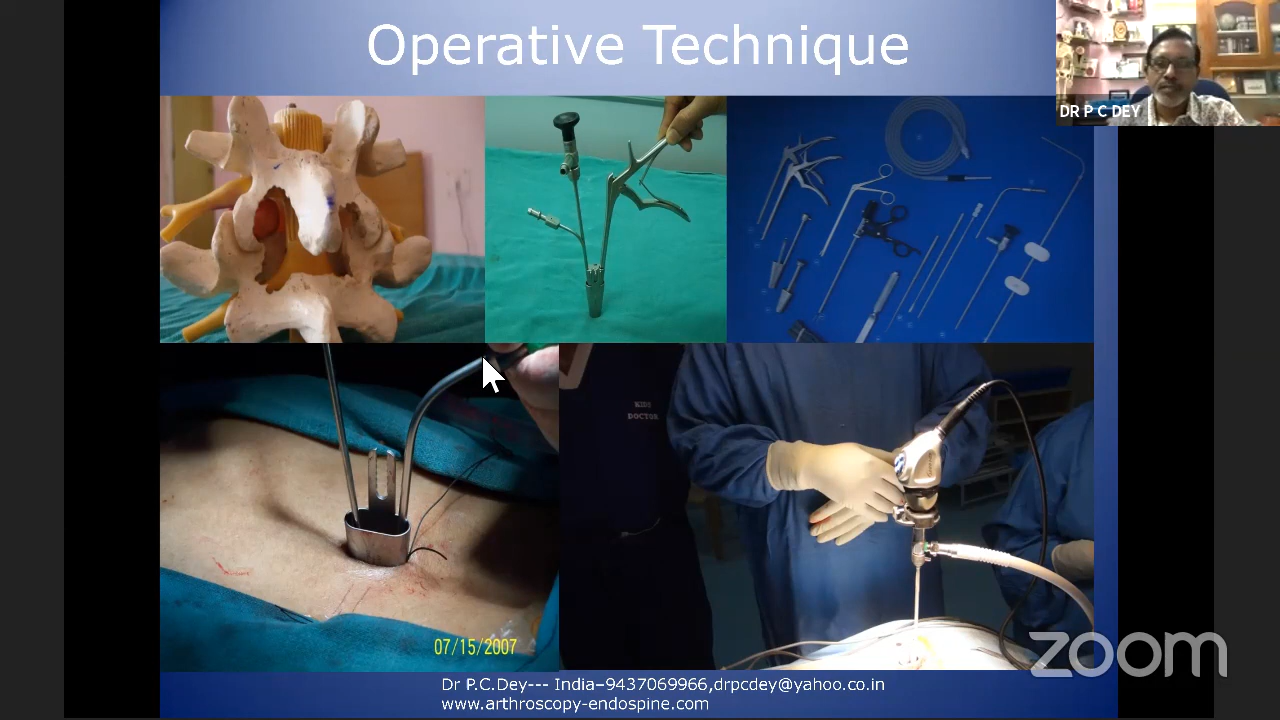 Operative Technique
DR P C DEY
KIDS
DOCTOR
07/15/2007
Dr P.C.Dey--- India–9437069966,drpcdey@yahoo.co.in
www.arthroscopy-endospine.com
zoom